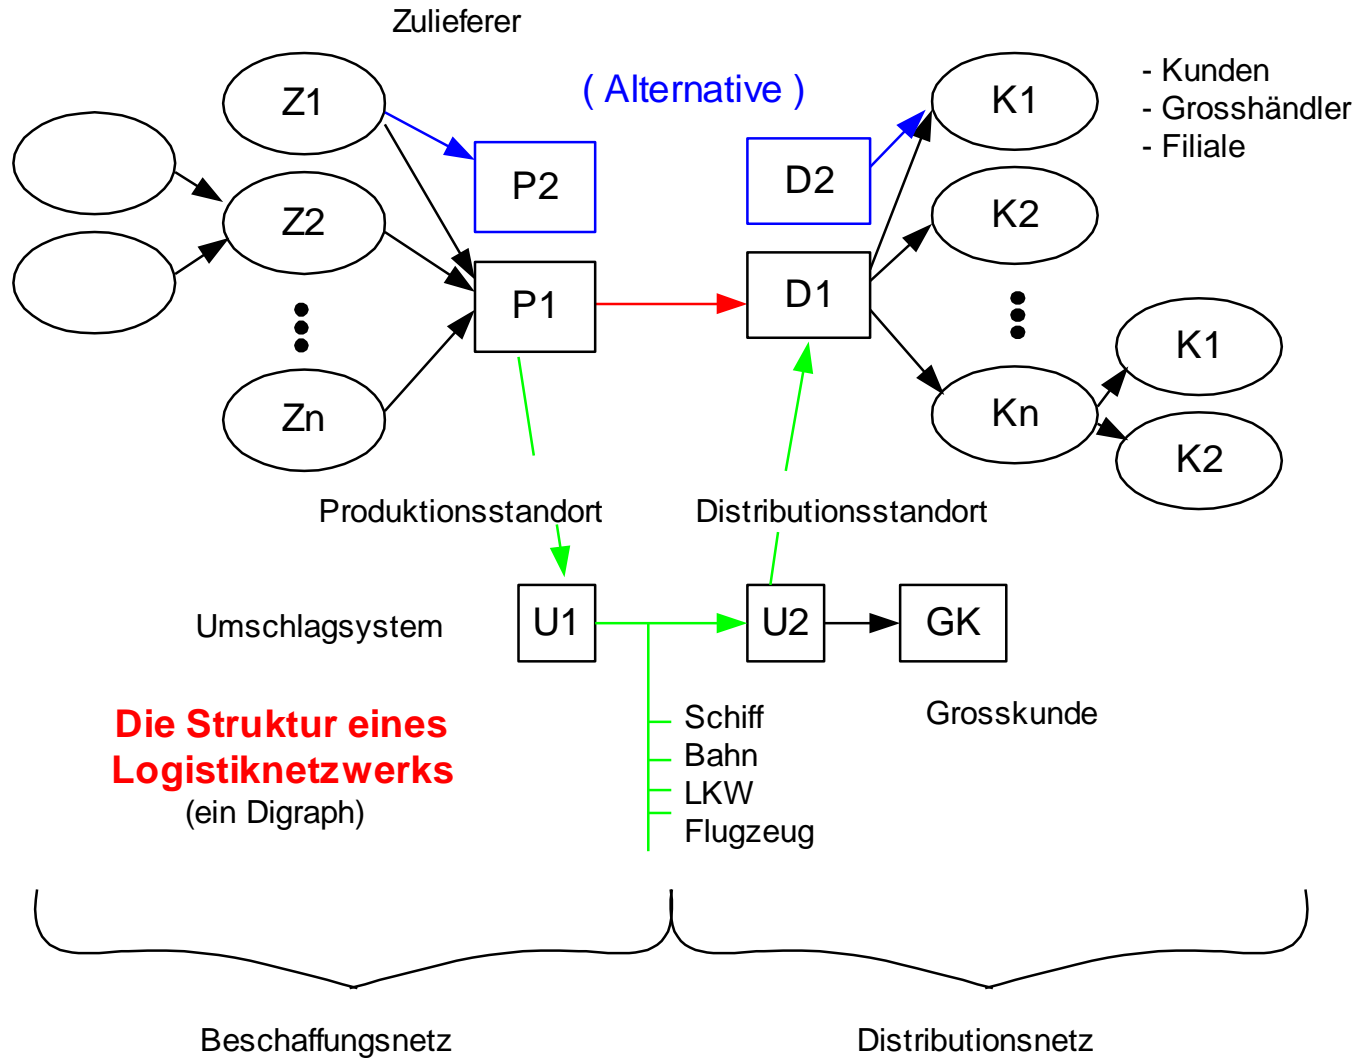 Zulieferer
( Alternative )
- Kunden
- Grosshändler
- Filiale
Z1
P2
D2
K1
Z2
K2
P1
D1
Zn
Kn
K1
K2
Produktionsstandort
Distributionsstandort
Umschlagsystem
U1
U2
GK
Grosskunde
Schiff
Bahn
LKW
Flugzeug
Die Struktur eines
Logistiknetzwerks
(ein Digraph)
Beschaffungsnetz
Distributionsnetz